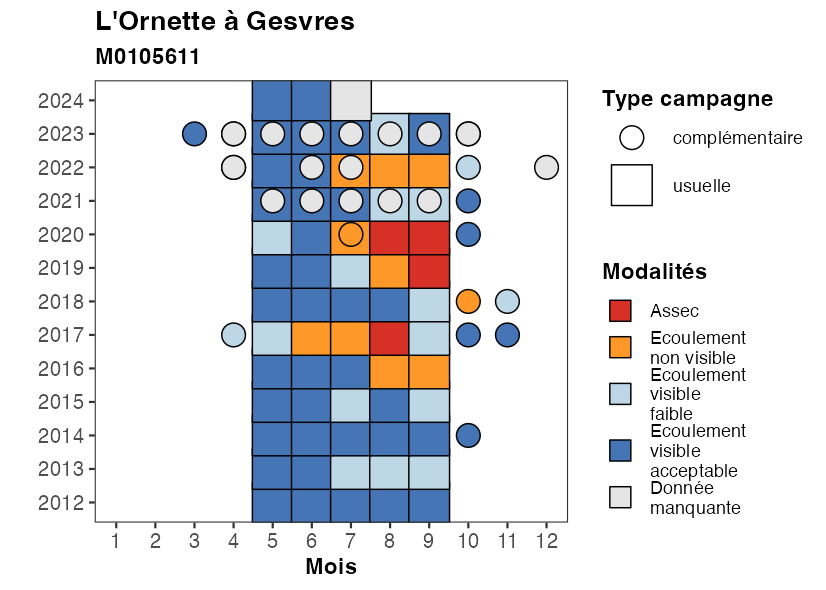 L'Ornette à Gesvres
M0105611
2024
2023
2022
2021
2020
2019
2018
2017
2016
2015
2014
2013
2012
1 2 3 4 5 6 7 8 9 10 11 12
Mois
Type campagne
complémentaire
usuelle
Modalités
Assec
Ecoulement
non visible
Ecoulement
visible
faible
Ecoulement
visible
acceptable
Donnée
manquante